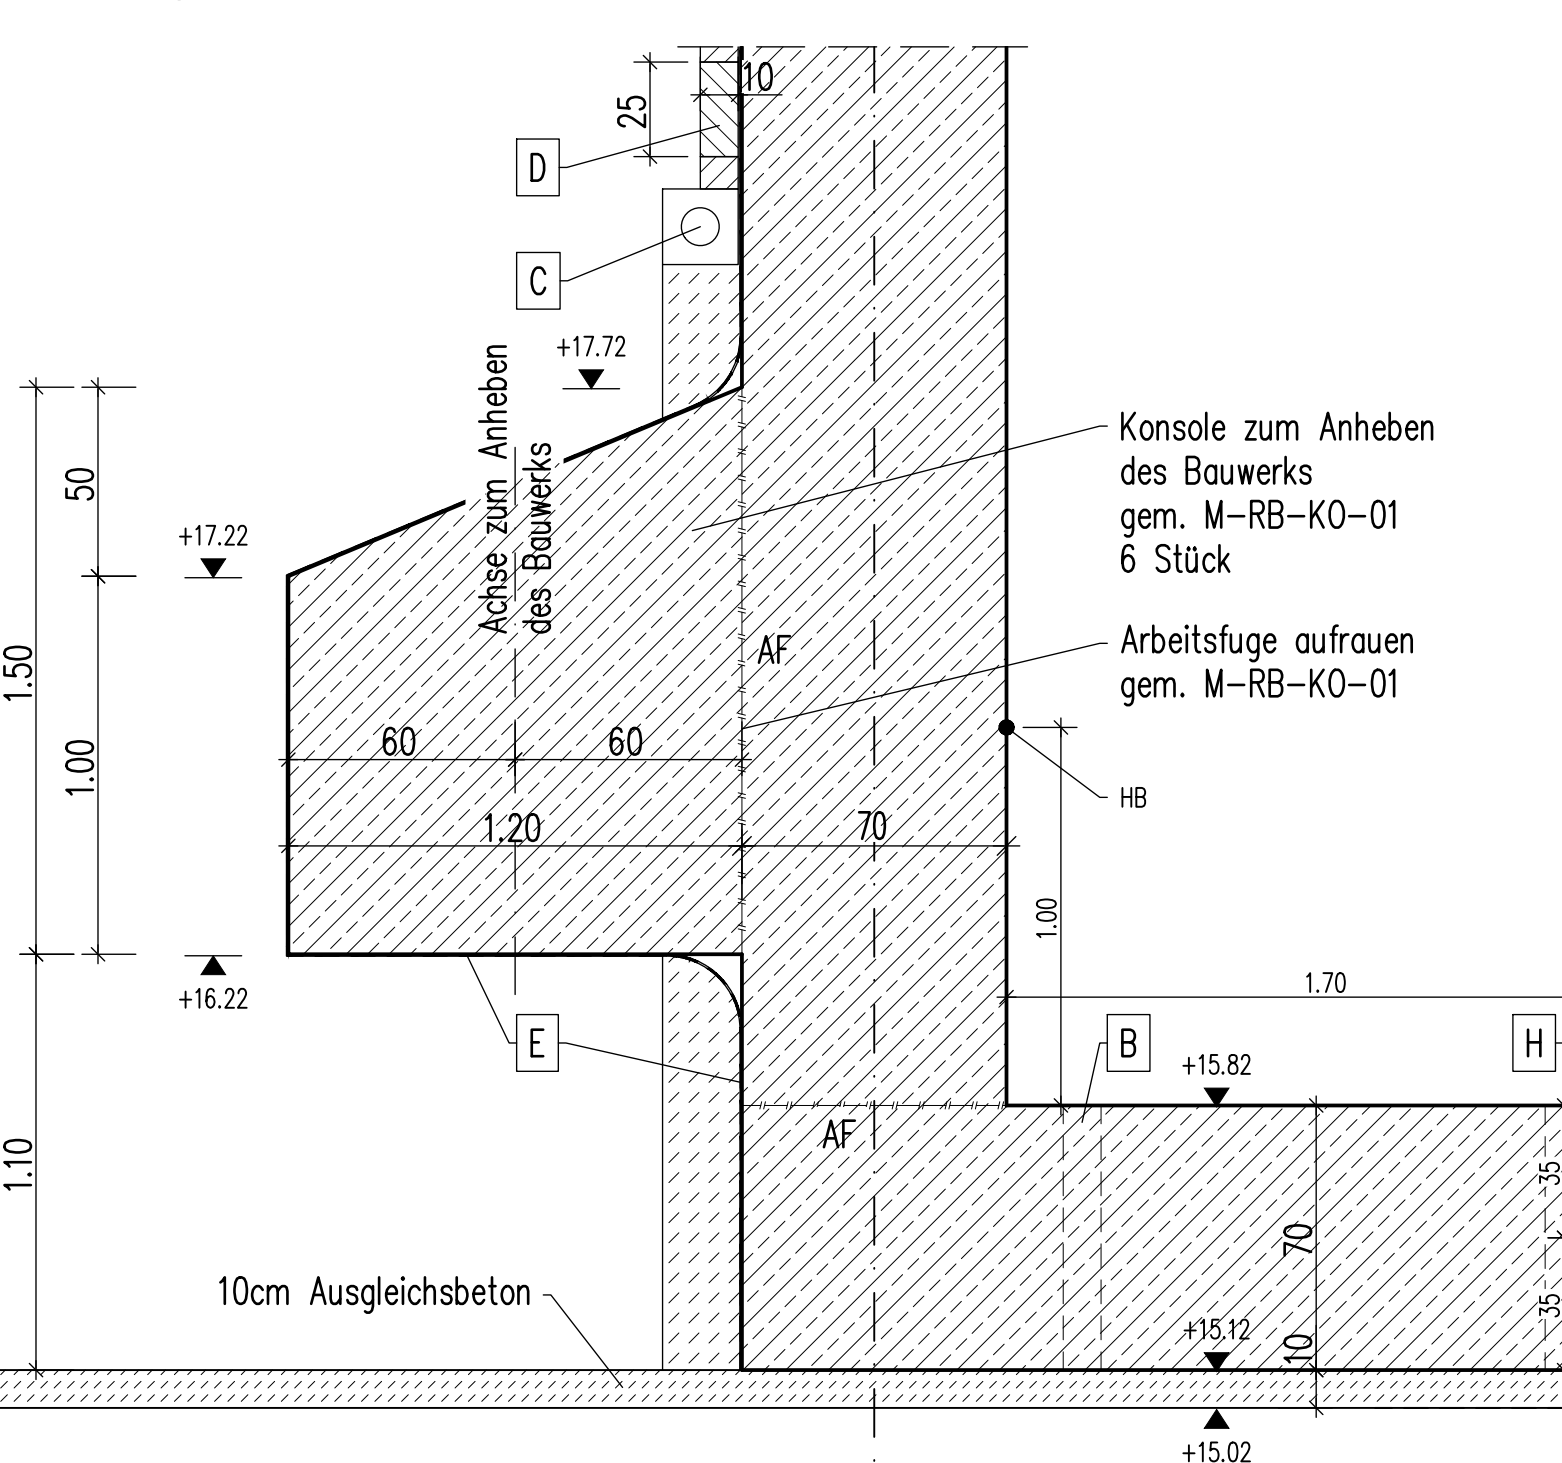 10
25
D
C
+17.72
Achse zum Anheben
des Bauwerks
50
+17.22
1.50
1.00
Konsole zum Anheben
des Bauwerks
gem. M-RB-KO-01
6 Stück
AF
Arbeitsfuge aufrauen
gem. M-RB-KO-01
60
60
HB
1.20
70
1.00
+16.22
1.70
E
B
H
+15.82
AF
1.10
35
70
10cm Ausgleichsbeton
35
+15.12
10
+15.02